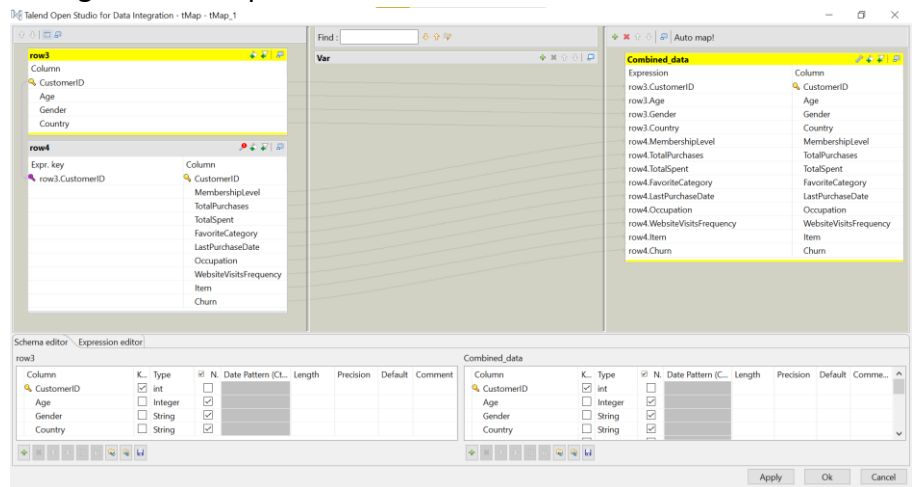 Talend Open Studio for Data Integration - tMap - tMap_1
Find :
Auto map!
row3
Column
CustomerID
Age
Gender
Country
row4
Expr. key Column
row3.CustomerID CustomerID
MembershipLevel
TotalPurchases
TotalSpent
FavoriteCategory
LastPurchaseDate
Occupation
WebsiteVisitsFrequency
Item
Churn
Var
Combined_data
Expression Column
row3.CustomerID CustomerID
row3.Age Age
row3.Gender Gender
row3.Country Country
row4.MembershipLevel MembershipLevel
row4.TotalPurchases TotalPurchases
row4.TotalSpent TotalSpent
row4.FavoriteCategory FavoriteCategory
row4.LastPurchaseDate LastPurchaseDate
row4.Occupation Occupation
row4.WebsiteVisitsFrequency WebsiteVisitsFrequency
row4.Item Item
row4.Churn Churn
Schema editor Expression editor
row3
Column K... Type N. Date Pattern (Ct... Length Precision Default Comment
CustomerID int
Age Integer
Gender String
Country String
Combined_data
Column K... Type N. Date Pattern (C... Length Precision Default Comme...
CustomerID int
Age Integer
Gender String
Country String
Apply Ok Cancel